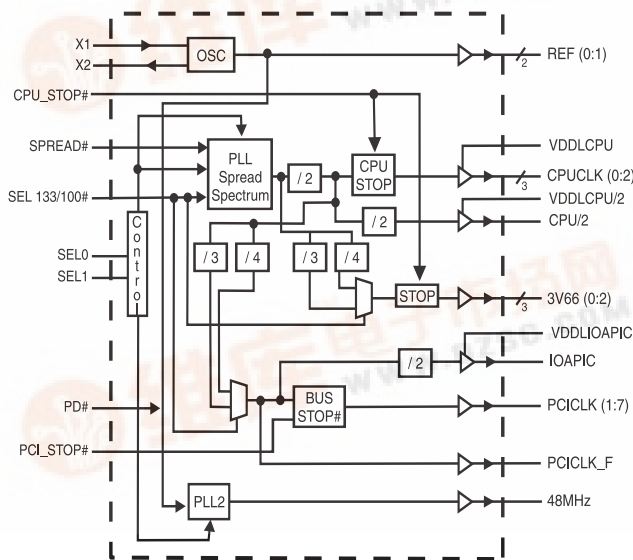 X1
X2
OSC
REF (0:1)
2
CPU_STOP#
SPREAD#
SEL 133/100#
PLL
Spread
Spectrum
/ 2
CPU
STOP
VDDLCPU
CPUCLK (0:2)
3
VDDLCPU/2
/ 2
CPU/2
Contro
SEL0
SEL1
/ 3
/ 4
/ 3
/ 4
STOP
3V66 (0:2)
3
VDDLIOAPIC
/ 2
IOAPIC
BUS
STOP#
PCICLK (1:7)
PD#
PCI_STOP#
PCICLK_F
PLL2
48MHz